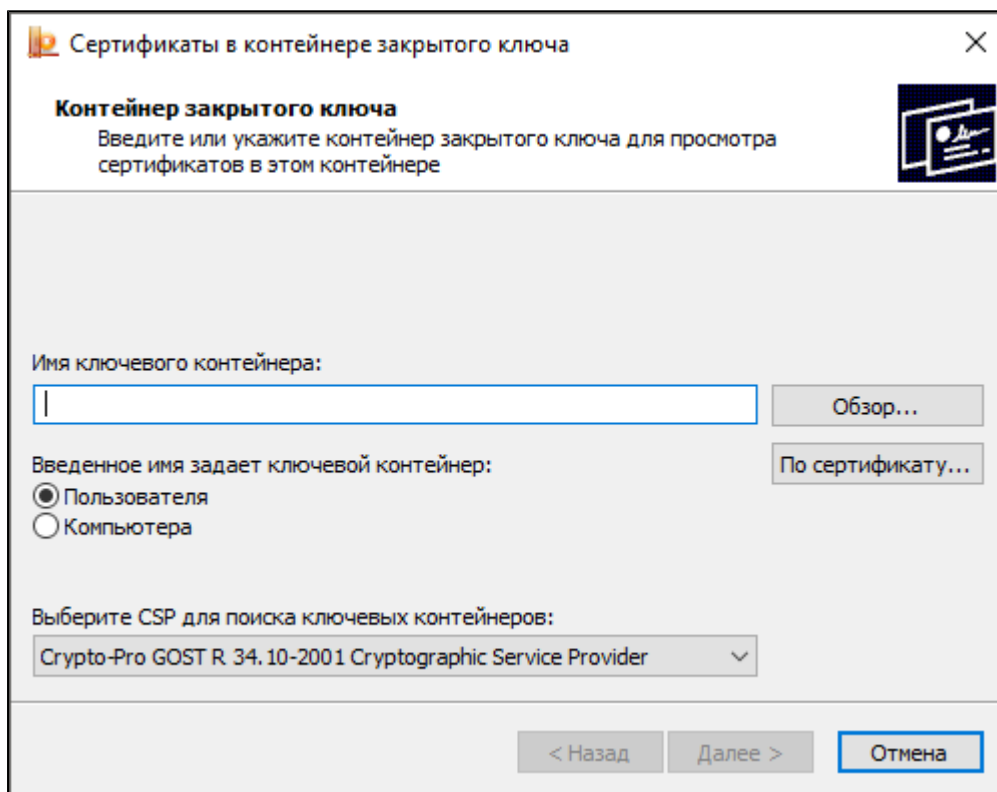 Сертификаты в контейнере закрытого ключа
Контейнер закрытого ключа
Введите или укажите контейнер закрытого ключа для просмотра
сертификатов в этом контейнере
Имя ключевого контейнера:
Обзор...
Введенное имя задает ключевой контейнер:
По сертификату...
Пользователя
Компьютера
Выберите CSP для поиска ключевых контейнеров:
Crypto-Pro GOST R 34.10-2001 Cryptographic Service Provider
< Назад
Далее >
Отмена